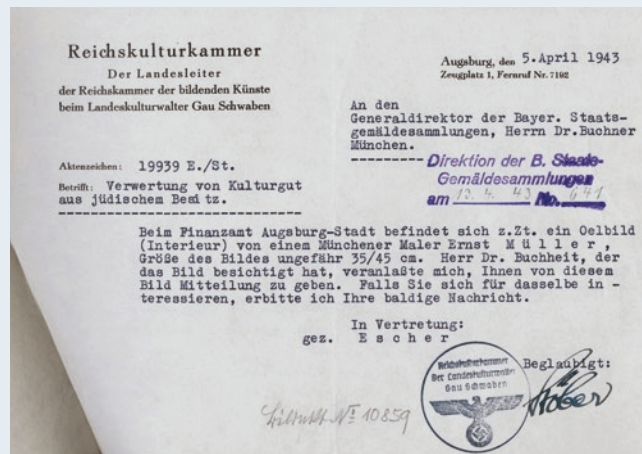 Reichskulturkammer
Der Landesleiter
der Reichskammer der bildenden Künste
beim Landeskulturwalter Gau Schwaben
Augsburg, den 5. April 1943
Zeugplatz 1, Fernruf Nr. 7102
An den
Generaldirektor der Bayer. Staats-
gemäldesammlungen, Herrn Dr. Buchner
München.
Direktion der B. Staats-
Gemäldesammlungen
am 13. 4. 43 No. 641
Aktenzeichen: 19939 E./St.
Betrifft: Verwertung von Kulturgut
aus jüdischem Besitz.
Beim Finanzamt Augsburg-Stadt befindet sich z.Zt. ein Oelbild
(Interieur) von einem Münchener Maler Ernst M ü l l e r ,
Größe des Bildes ungefähr 35/45 cm. Herr Dr. Buchheit, der
das Bild besichtigt hat, veranlaßte mich, Ihnen von diesem
Bild Mitteilung zu geben. Falls Sie sich für dasselbe in -
teressieren, erbitte ich Ihre baldige Nachricht.
In Vertretung:
gez. E s c h e r
Beglaubigt:
Reichskulturkammer
Der Landeskulturwalter
Gau Schwaben
No 10859